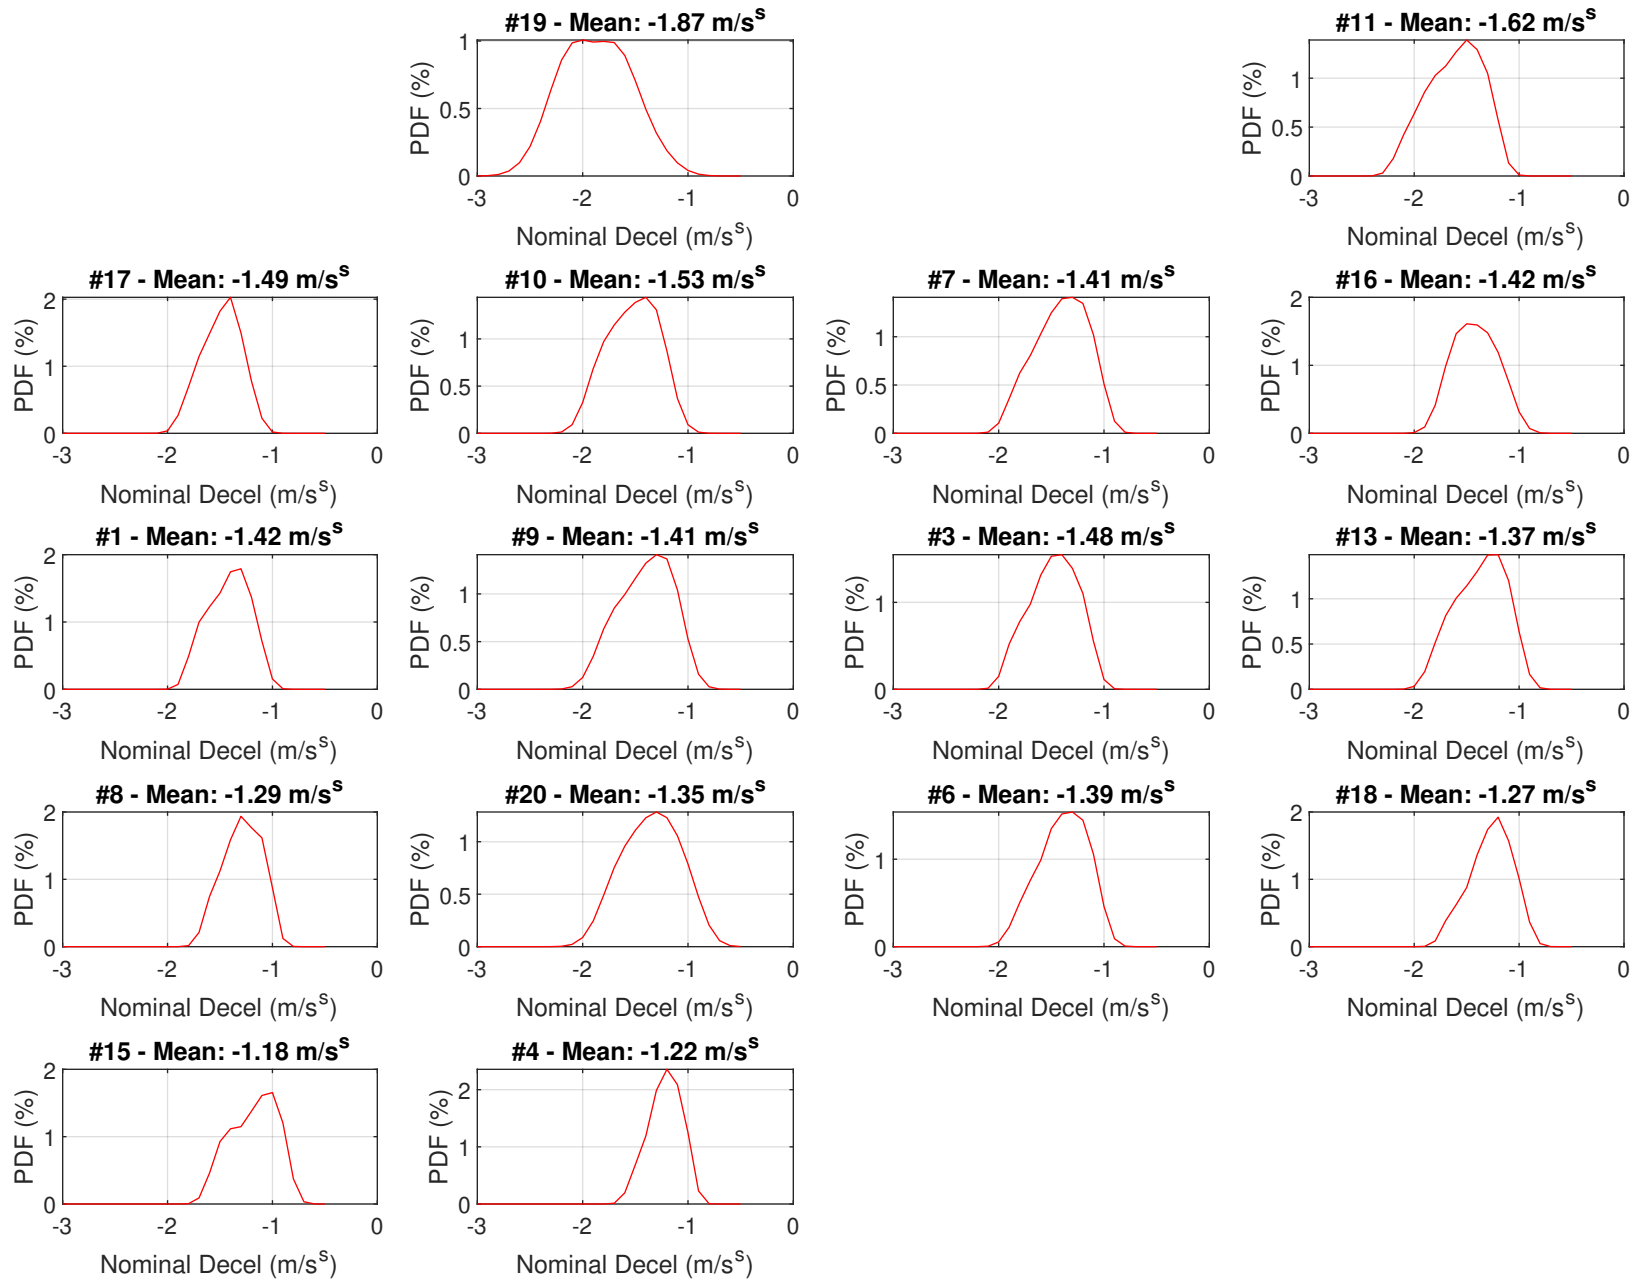 #19 - Mean: -1.87 m/s^s
PDF (%)
1
0.5
0
-3 -2 -1 0
Nominal Decel (m/s^s)
#11 - Mean: -1.62 m/s^s
PDF (%)
1
0.5
0
-3 -2 -1 0
Nominal Decel (m/s^s)
#17 - Mean: -1.49 m/s^s
PDF (%)
2
1
0
-3 -2 -1 0
Nominal Decel (m/s^s)
#10 - Mean: -1.53 m/s^s
PDF (%)
1
0.5
0
-3 -2 -1 0
Nominal Decel (m/s^s)
#7 - Mean: -1.41 m/s^s
PDF (%)
1
0.5
0
-3 -2 -1 0
Nominal Decel (m/s^s)
#16 - Mean: -1.42 m/s^s
PDF (%)
2
1
0
-3 -2 -1 0
Nominal Decel (m/s^s)
#1 - Mean: -1.42 m/s^s
PDF (%)
2
1
0
-3 -2 -1 0
Nominal Decel (m/s^s)
#9 - Mean: -1.41 m/s^s
PDF (%)
1
0.5
0
-3 -2 -1 0
Nominal Decel (m/s^s)
#3 - Mean: -1.48 m/s^s
PDF (%)
1
0
-3 -2 -1 0
Nominal Decel (m/s^s)
#13 - Mean: -1.37 m/s^s
PDF (%)
1
0.5
0
-3 -2 -1 0
Nominal Decel (m/s^s)
#8 - Mean: -1.29 m/s^s
PDF (%)
2
1
0
-3 -2 -1 0
Nominal Decel (m/s^s)
#20 - Mean: -1.35 m/s^s
PDF (%)
1
0.5
0
-3 -2 -1 0
Nominal Decel (m/s^s)
#6 - Mean: -1.39 m/s^s
PDF (%)
1
0
-3 -2 -1 0
Nominal Decel (m/s^s)
#18 - Mean: -1.27 m/s^s
PDF (%)
2
1
0
-3 -2 -1 0
Nominal Decel (m/s^s)
#15 - Mean: -1.18 m/s^s
PDF (%)
2
1
0
-3 -2 -1 0
Nominal Decel (m/s^s)
#4 - Mean: -1.22 m/s^s
PDF (%)
2
1
0
-3 -2 -1 0
Nominal Decel (m/s^s)